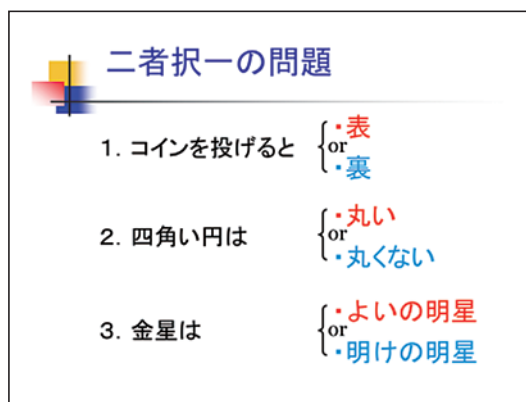 二者択一の問題
1. コインを投げると
・表
or
・裏
2. 四角い円は
・丸い
or
・丸くない
3. 金星は
・よいの明星
or
・明けの明星